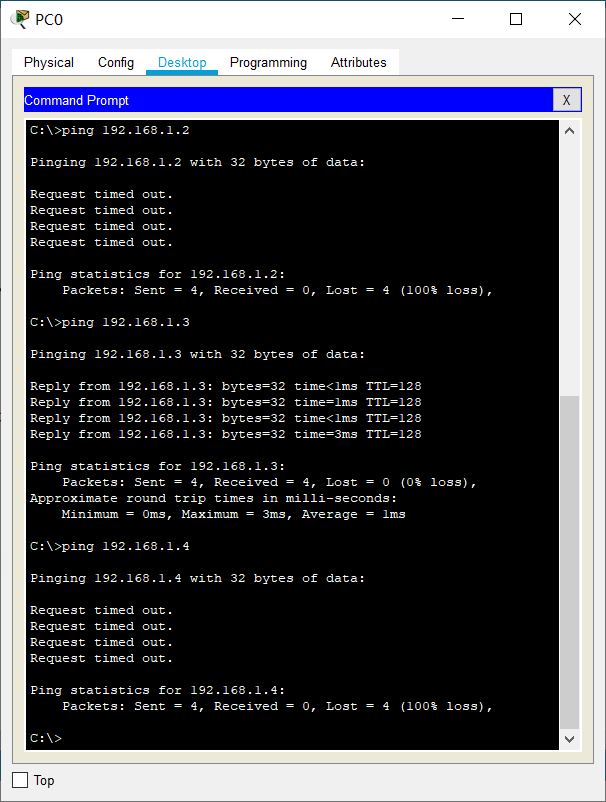 PC0
Physical Config Desktop Programming Attributes
Command Prompt X
C:\>ping 192.168.1.2
Pinging 192.168.1.2 with 32 bytes of data:
Request timed out.
Request timed out.
Request timed out.
Request timed out.
Ping statistics for 192.168.1.2:
Packets: Sent = 4, Received = 0, Lost = 4 (100% loss),
C:\>ping 192.168.1.3
Pinging 192.168.1.3 with 32 bytes of data:
Reply from 192.168.1.3: bytes=32 time<1ms TTL=128
Reply from 192.168.1.3: bytes=32 time=1ms TTL=128
Reply from 192.168.1.3: bytes=32 time<1ms TTL=128
Reply from 192.168.1.3: bytes=32 time=3ms TTL=128
Ping statistics for 192.168.1.3:
Packets: Sent = 4, Received = 4, Lost = 0 (0% loss),
Approximate round trip times in milli-seconds:
Minimum = 0ms, Maximum = 3ms, Average = 1ms
C:\>ping 192.168.1.4
Pinging 192.168.1.4 with 32 bytes of data:
Request timed out.
Request timed out.
Request timed out.
Request timed out.
Ping statistics for 192.168.1.4:
Packets: Sent = 4, Received = 0, Lost = 4 (100% loss),
C:\>
Top